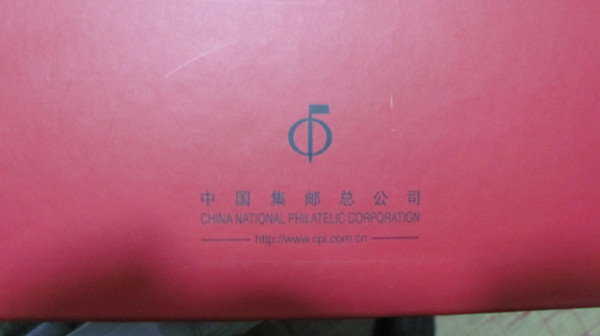 中国集邮总公司
CHINA NATIONAL PHILATELIC CORPORATION
http://www.cpi.com.cn